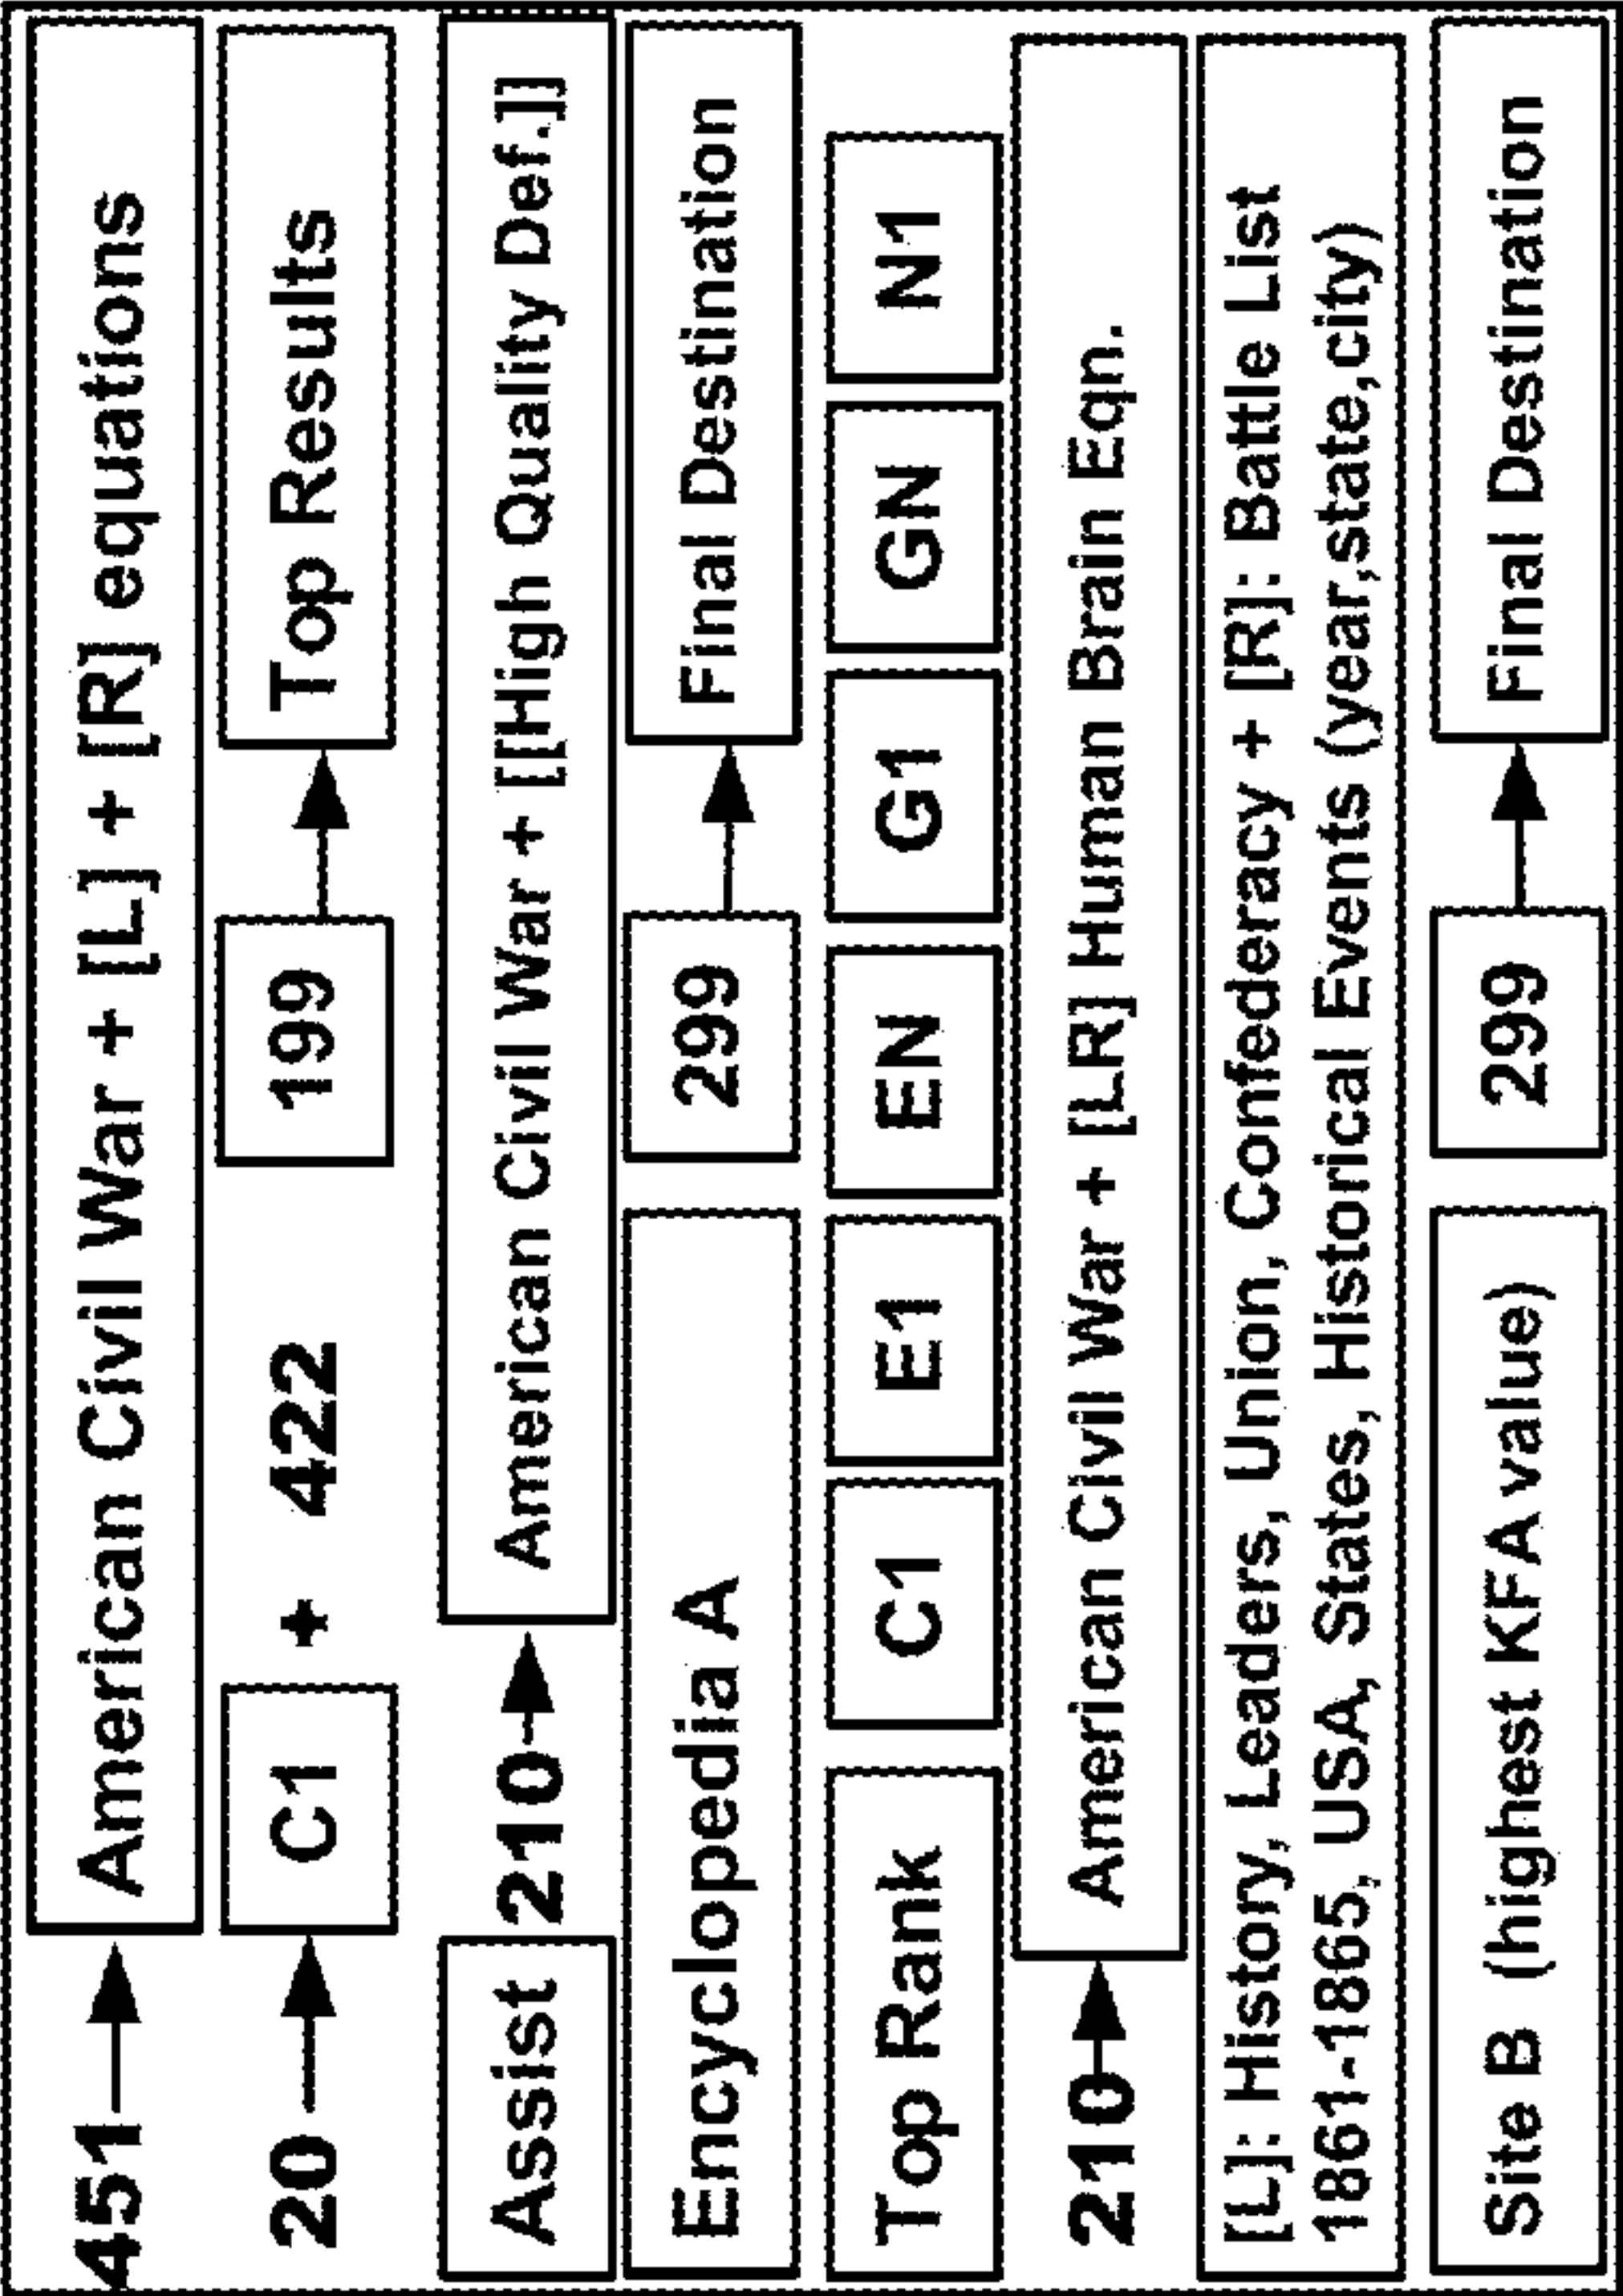 451 American Civil War + [L] + [R] equations
20 C1 + 422 199 Top Results
Assist 210 American Civil War + [[High Quality Def.]]
Encyclopedia A 299 Final Destination
Top Rank C1 E1 EN G1 GN N1
210 American Civil War + [LR] Human Brain Eqn.
[L]: History, Leaders, Union, Confederacy + [R]: Battle List
1861-1865, USA, States, Historical Events (year,state,city)
Site B (highest KFA value) 299 Final Destination